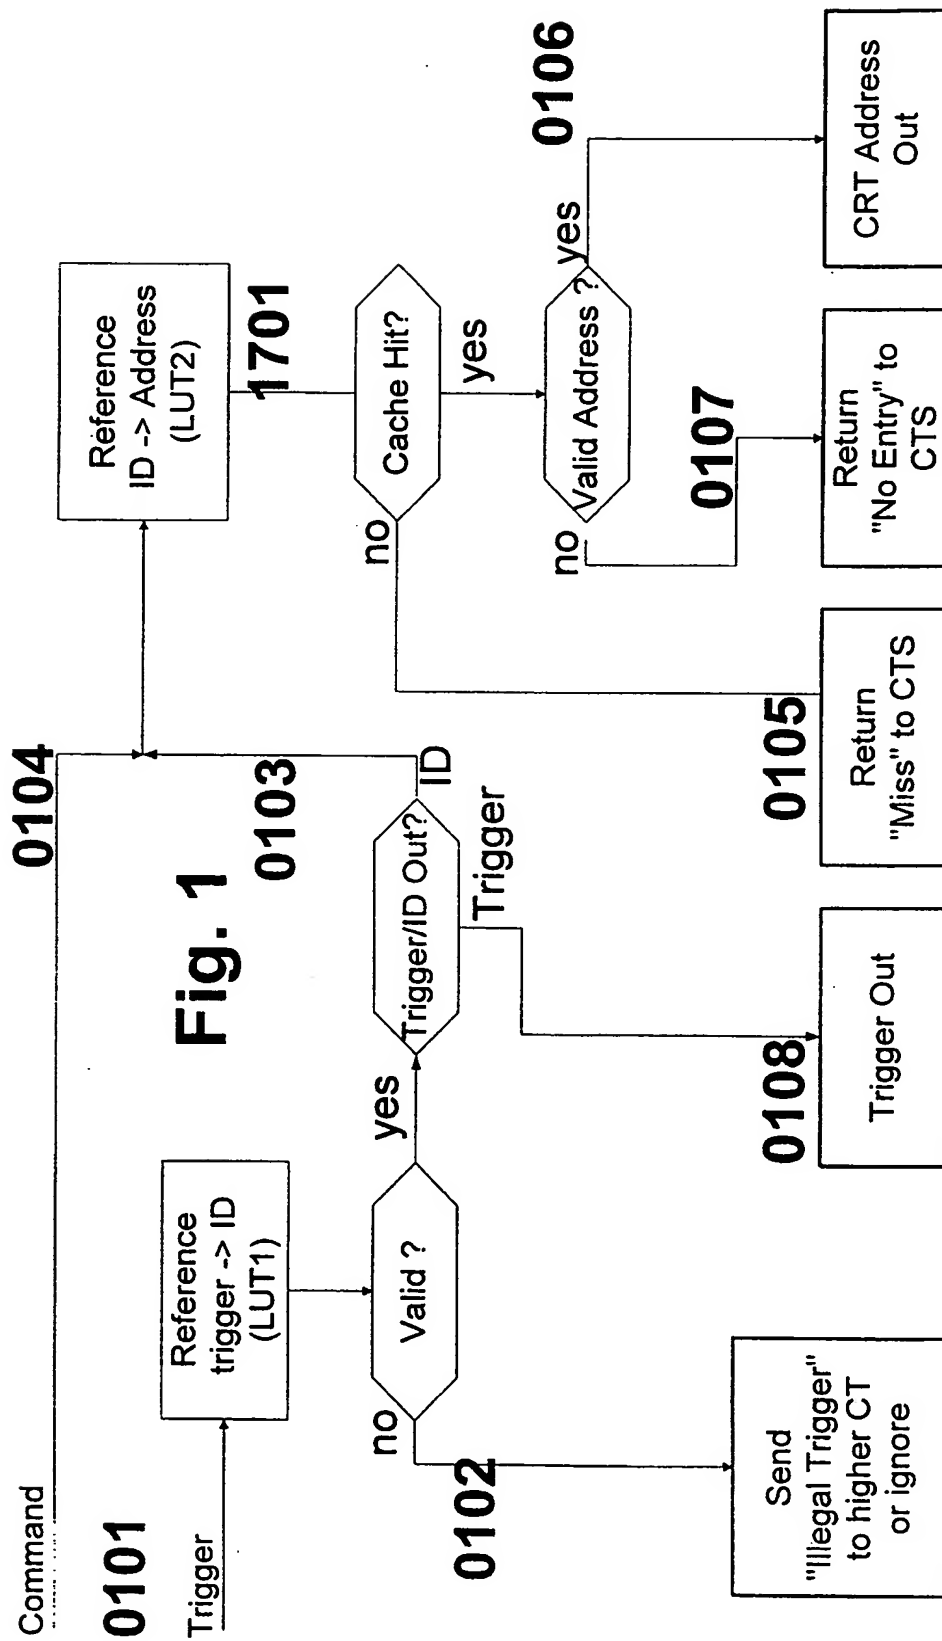 Command
0104
0101
Trigger
Reference
trigger -> ID
(LUT1)
Fig. 1
0103
Reference
ID -> Address
(LUT2)
1701
no
Valid ?
yes
Trigger/ID Out?
ID
Trigger
no
Cache Hit?
yes
0102
no
Valid Address ?
yes
0106
0108
0105
0107
Send
"Illegal Trigger"
to higher CT
or ignore
Trigger Out
Return
"Miss" to CTS
Return
"No Entry" to
CTS
CRT Address
Out